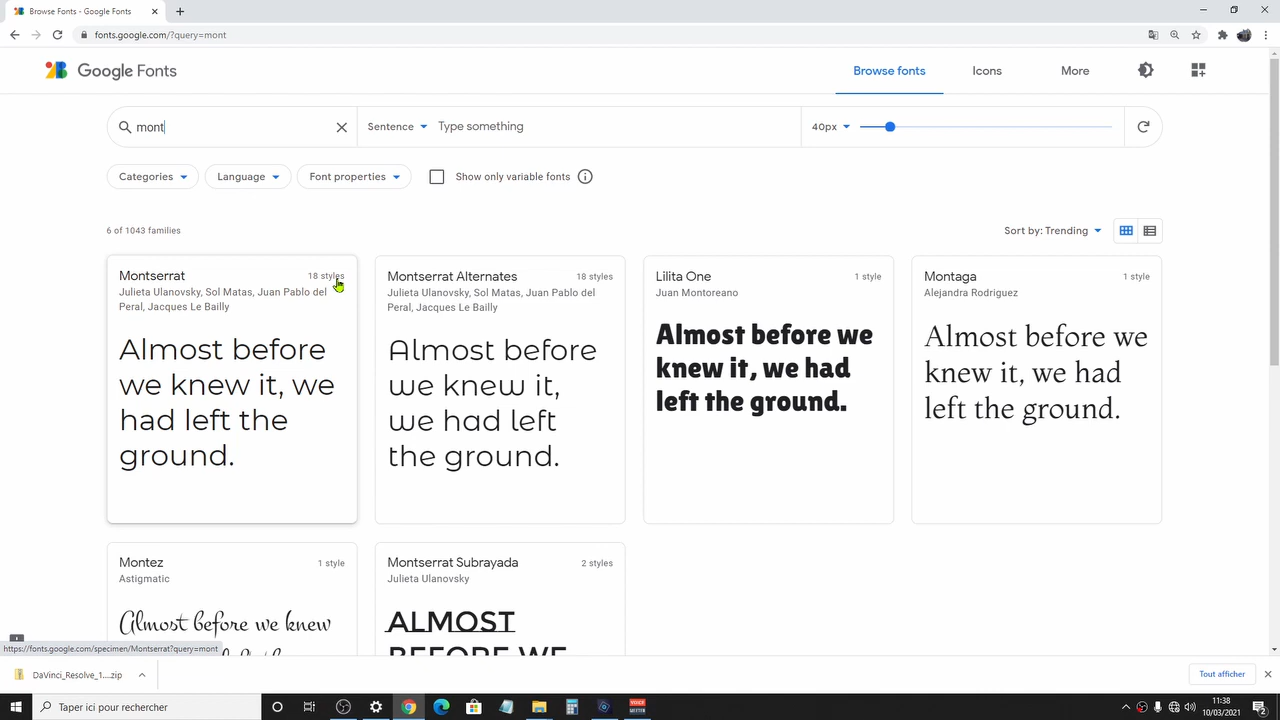 Browse Fonts - Google Fonts
fonts.google.com/?query=mont
Google Fonts
Browse fonts
Icons
More
mont
Sentence
Type something
40px
Categories
Language
Font properties
Show only variable fonts
6 of 1043 families
Sort by: Trending
Montserrat
18 styles
Julieta Ulanovsky, Sol Matas, Juan Pablo del
Peral, Jacques Le Bailly
Almost before
we knew it, we
had left the
ground.
Montserrat Alternates
18 styles
Julieta Ulanovsky, Sol Matas, Juan Pablo del
Peral, Jacques Le Bailly
Almost before
we knew it,
we had left
the ground.
Lilita One
1 style
Juan Montoreano
Almost before we
knew it, we had
left the ground.
Montaga
1 style
Alejandra Rodriguez
Almost before we
knew it, we had
left the ground.
Montez
1 style
Astigmatic
Almost before we knew
Montserrat Subrayada
2 styles
Julieta Ulanovsky
ALMOST
BEFORE WE
https://fonts.google.com/specimen/Montserrat?query=mont
DaVinci_Resolve_1....zip
Tout afficher
Taper ici pour rechercher
11:38
10/03/2021